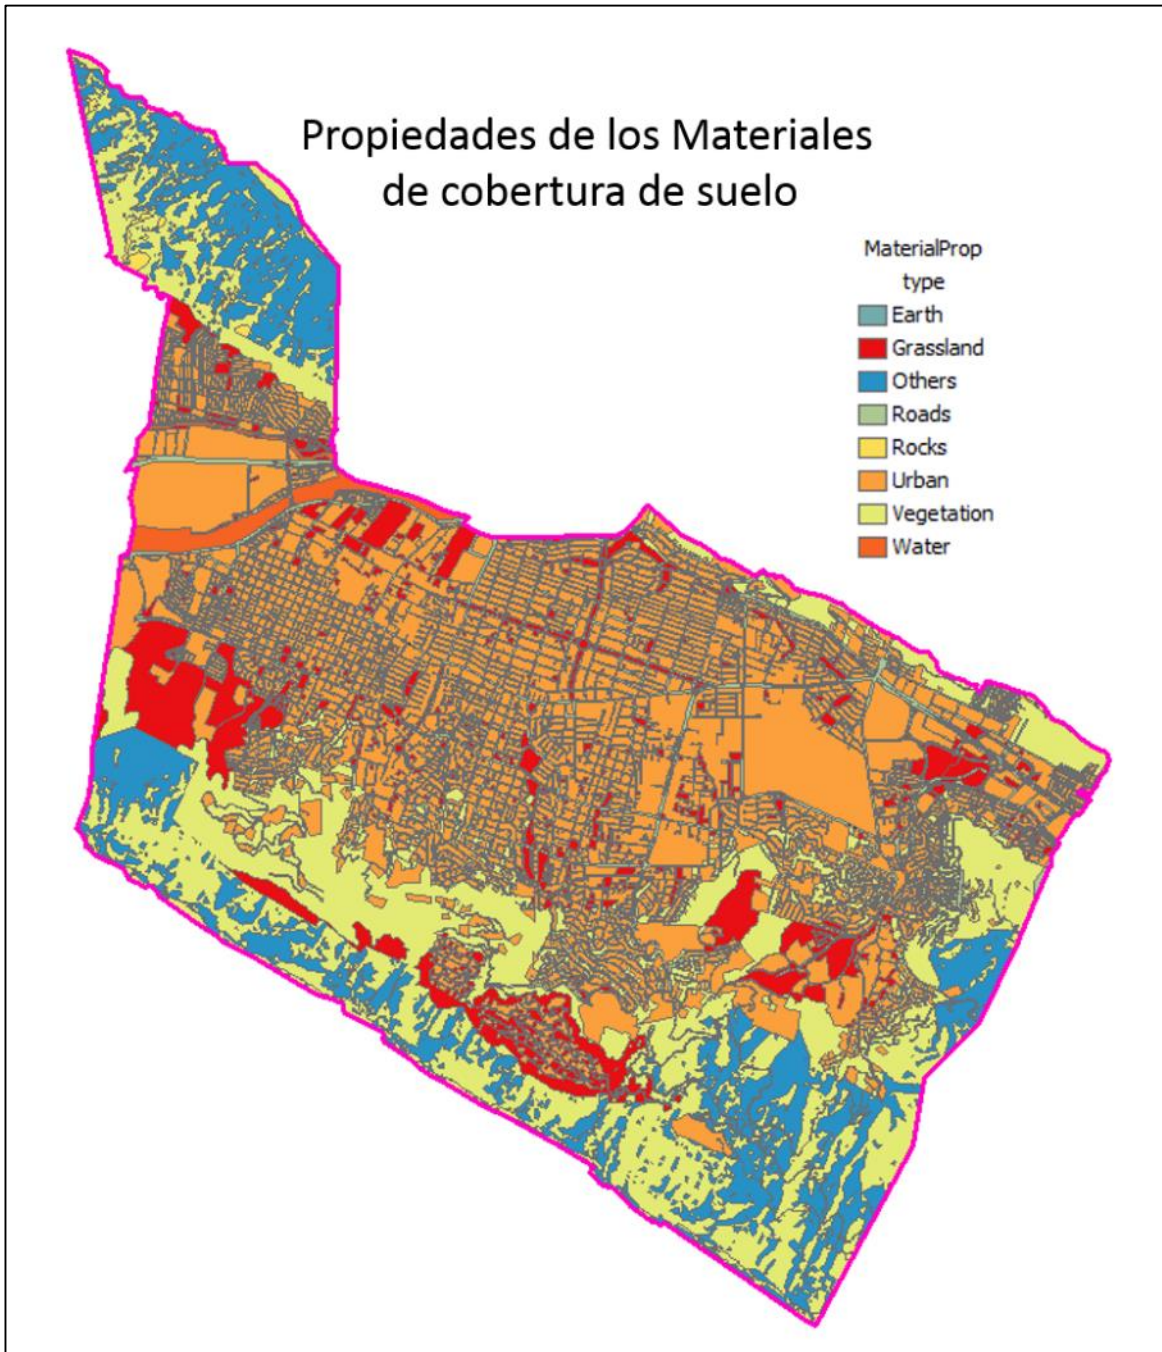 Propiedades de los Materiales
de cobertura de suelo
MaterialProp
type
Earth
Grassland
Others
Roads
Rocks
Urban
Vegetation
Water